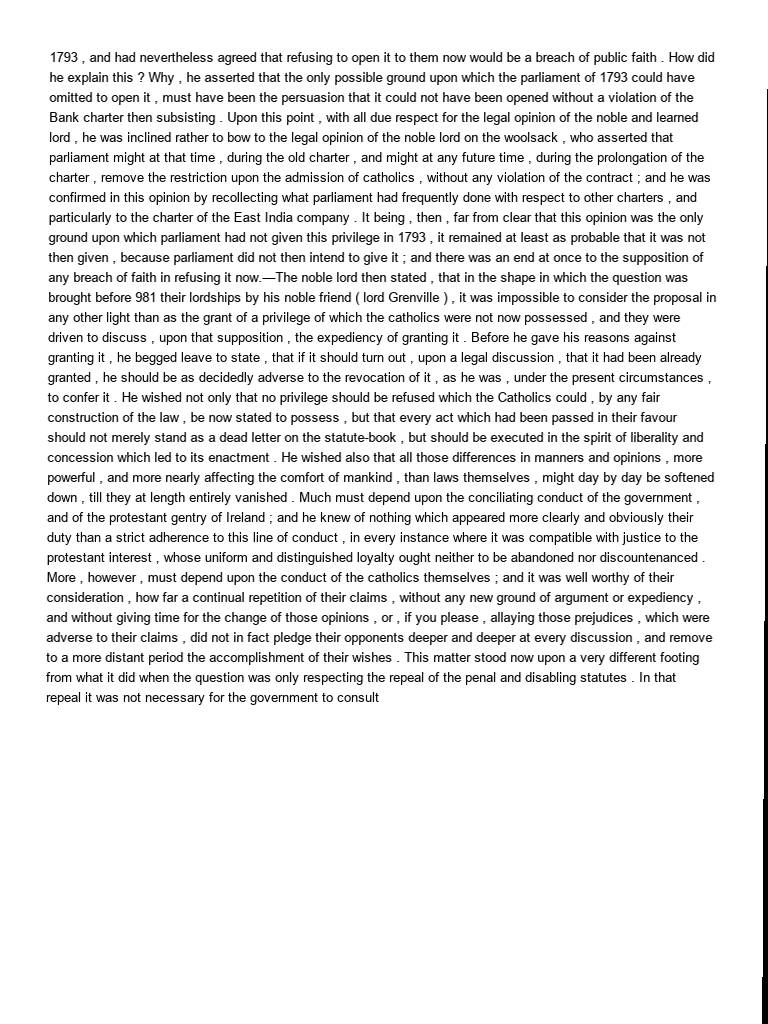 1793 , and had nevertheless agreed that refusing to open it to them now would be a breach of public faith . How did
he explain this ? Why , he asserted that the only possible ground upon which the parliament of 1793 could have
omitted to open it , must have been the persuasion that it could not have been opened without a violation of the
Bank charter then subsisting . Upon this point , with all due respect for the legal opinion of the noble and learned
lord , he was inclined rather to bow to the legal opinion of the noble lord on the woolsack , who asserted that
parliament might at that time , during the old charter , and might at any future time , during the prolongation of the
charter , remove the restriction upon the admission of catholics , without any violation of the contract ; and he was
confirmed in this opinion by recollecting what parliament had frequently done with respect to other charters , and
particularly to the charter of the East India company . It being , then , far from clear that this opinion was the only
ground upon which parliament had not given this privilege in 1793 , it remained at least as probable that it was not
then given , because parliament did not then intend to give it ; and there was an end at once to the supposition of
any breach of faith in refusing it now.—The noble lord then stated , that in the shape in which the question was
brought before 981 their lordships by his noble friend ( lord Grenville ) , it was impossible to consider the proposal in
any other light than as the grant of a privilege of which the catholics were not now possessed , and they were
driven to discuss , upon that supposition , the expediency of granting it . Before he gave his reasons against
granting it , he begged leave to state , that if it should turn out , upon a legal discussion , that it had been already
granted , he should be as decidedly adverse to the revocation of it , as he was , under the present circumstances ,
to confer it . He wished not only that no privilege should be refused which the Catholics could , by any fair
construction of the law , be now stated to possess , but that every act which had been passed in their favour
should not merely stand as a dead letter on the statute-book , but should be executed in the spirit of liberality and
concession which led to its enactment . He wished also that all those differences in manners and opinions , more
powerful , and more nearly affecting the comfort of mankind , than laws themselves , might day by day be softened
down , till they at length entirely vanished . Much must depend upon the conciliating conduct of the government ,
and of the protestant gentry of Ireland ; and he knew of nothing which appeared more clearly and obviously their
duty than a strict adherence to this line of conduct , in every instance where it was compatible with justice to the
protestant interest , whose uniform and distinguished loyalty ought neither to be abandoned nor discountenanced .
More , however , must depend upon the conduct of the catholics themselves ; and it was well worthy of their
consideration , how far a continual repetition of their claims , without any new ground of argument or expediency ,
and without giving time for the change of those opinions , or , if you please , allaying those prejudices , which were
adverse to their claims , did not in fact pledge their opponents deeper and deeper at every discussion , and remove
to a more distant period the accomplishment of their wishes . This matter stood now upon a very different footing
from what it did when the question was only respecting the repeal of the penal and disabling statutes . In that
repeal it was not necessary for the government to consult